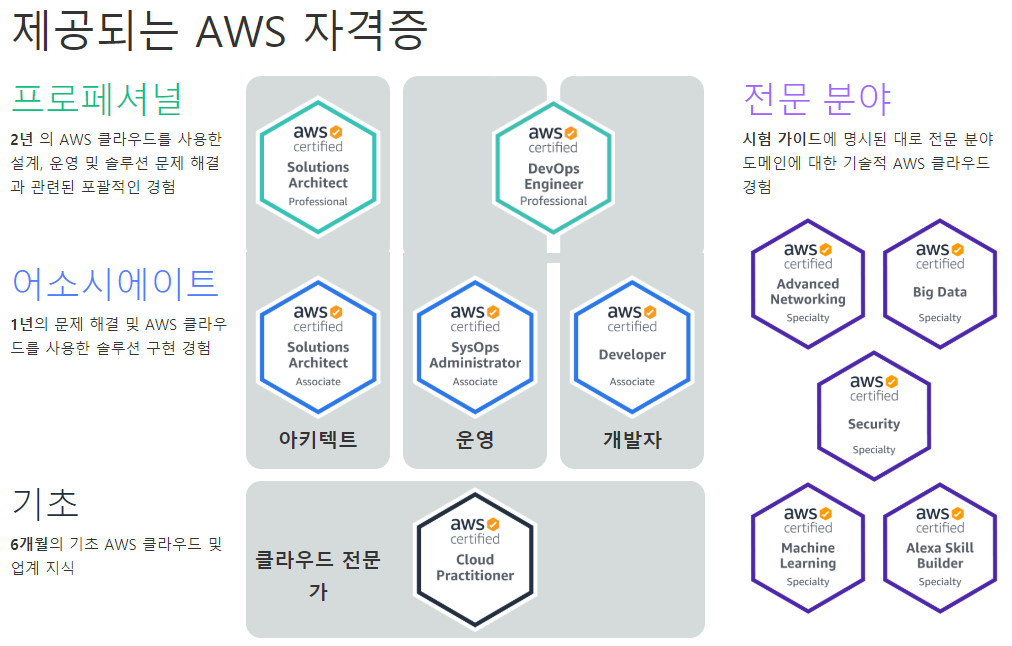 제공되는 AWS 자격증
프로페셔널
2년 의 AWS 클라우드를 사용한
설계, 운영 및 솔루션 문제 해결
과 관련된 포괄적인 경험
aws
certified
Solutions
Architect
Professional
aws
certified
DevOps
Engineer
Professional
어소시에이트
1년의 문제 해결 및 AWS 클라우
드를 사용한 솔루션 구현 경험
aws
certified
Solutions
Architect
Associate
아키텍트
aws
certified
SysOps
Administrator
Associate
운영
aws
certified
Developer
Associate
개발자
기초
6개월의 기초 AWS 클라우드 및
업계 지식
클라우드 전문
가
aws
certified
Cloud
Practitioner
전문 분야
시험 가이드에 명시된 대로 전문 분야
도메인에 대한 기술적 AWS 클라우드
경험
aws
certified
Advanced
Networking
Specialty
aws
certified
Big Data
Specialty
aws
certified
Security
Specialty
aws
certified
Machine
Learning
Specialty
aws
certified
Alexa Skill
Builder
Specialty